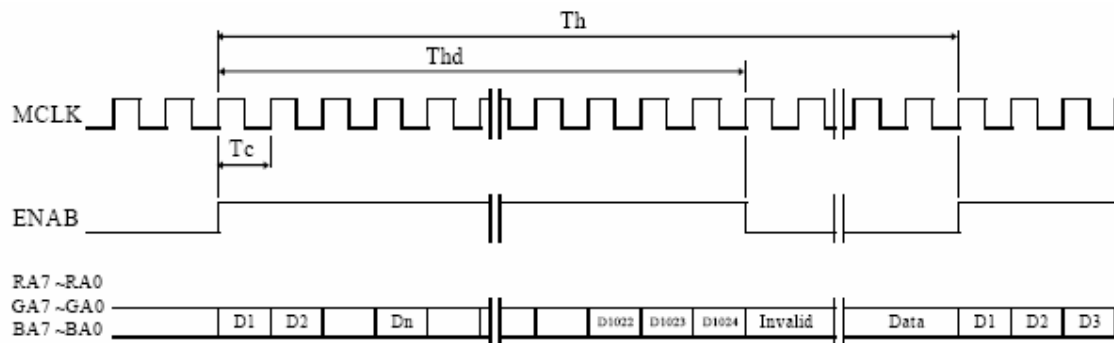 Th
Thd
MCLK
Tc
ENAB
RA7 ~RA0
GA7 ~GA0
BA7 ~BA0
D1 D2 Dn D1022 D1023 D1024 Invalid Data D1 D2 D3